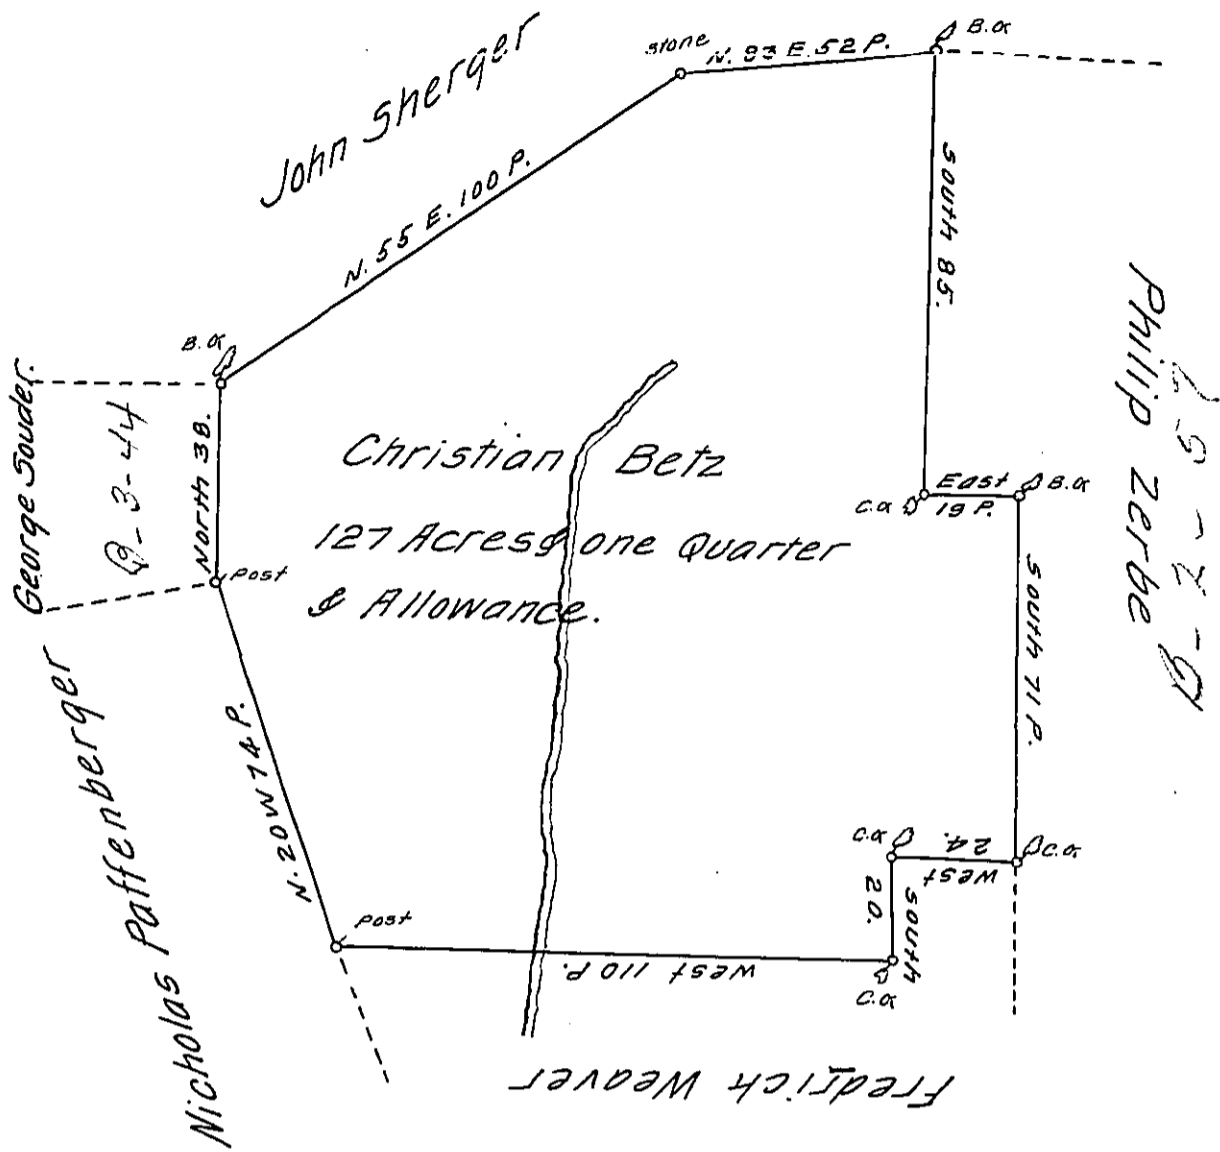 John Sherger
stone
N. 83 E. 52 P.
B.O.
N. 55 E. 100 P.
South 85.
Phillip Zerbe
B.O.
George Souder.
North 38.
Post
Christian Betz
127 Acres & one Quarter
& Allowance.
East
19 P.
B.O.
C.O.
South 71 P.
Nicholas Paffenberger
N. 20 W 74 P.
Post
C.O.
West
24.
C.O.
South
20.
C.O.
West 110 P.
Fredrich Weaver